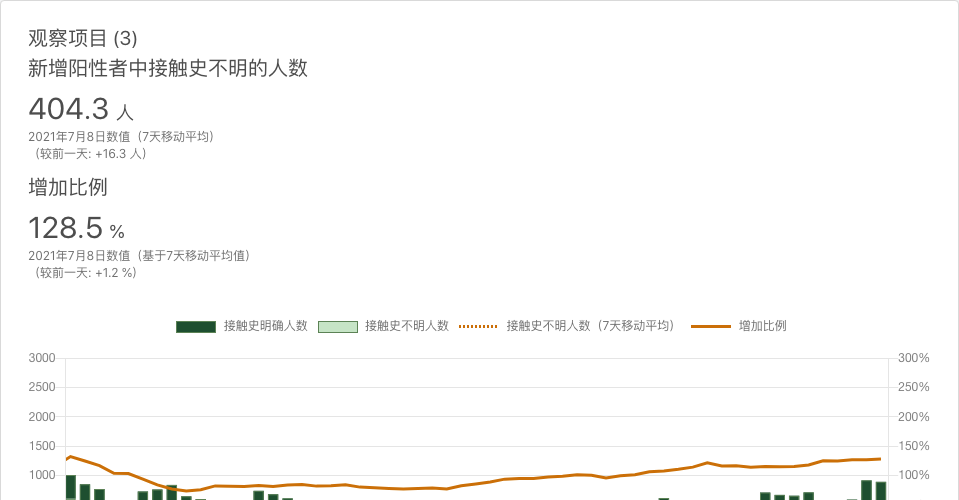 观察项目 (3)
新增阳性者中接触史不明的人数
404.3 人
2021年7月8日数值（7天移动平均）
（较前一天: +16.3 人）
增加比例
128.5 %
2021年7月8日数值（基于7天移动平均值）
（较前一天: +1.2 %）
接触史明确人数 接触史不明人数 接触史不明人数（7天移动平均） 增加比例
3000 300%
2500 250%
2000 200%
1500 150%
1000 100%